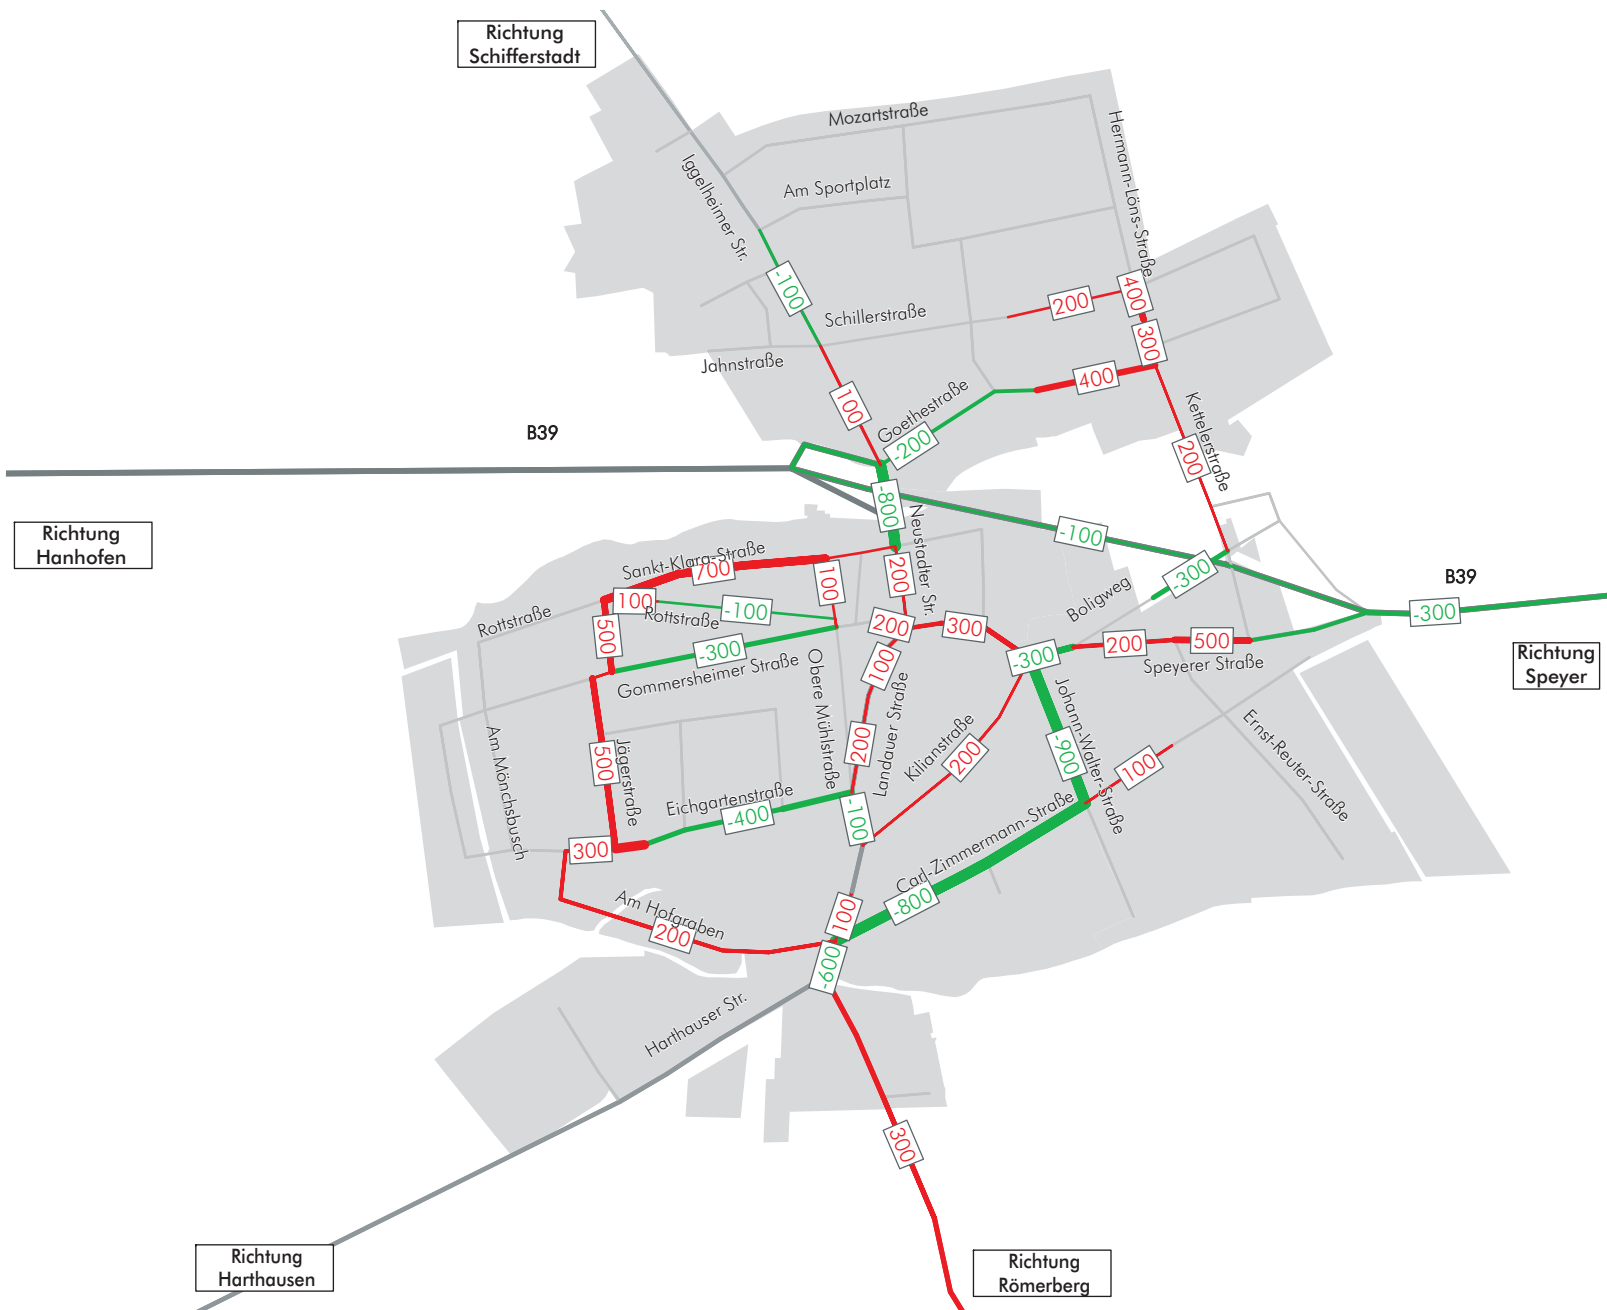 Richtung
Schifferstadt
Mozartstraße
Hermann-Löns-Straße
Iggelheimer Str.
Am Sportplatz
-100
200
400
Schillerstraße
300
Jahnstraße
400
100
Goethestraße
Kettelerstraße
-200
200
B39
-800
Neustadter Str.
-100
Richtung
Hanhofen
Sankt-Klara-Straße
700
100
200
-300
Boligweg
B39
100
-100
-300
Rottstraße
Rottstraße
500
200
300
200
500
Speyerer Straße
Richtung
Speyer
-300
Gommersheimer Straße
-300
100
Obere Mühlstraße
Landauer Straße
Johann-Walter-Straße
Ernst-Reuter-Straße
Am Mönchsbusch
500
Jägerstraße
200
Kilianstraße
200
-900
100
Eichgartenstraße
-400
-100
300
Carl-Zimmermann-Straße
-800
Am Hofgraben
200
100
-600
Harthauser Str.
300
Richtung
Harthausen
Richtung
Römerberg